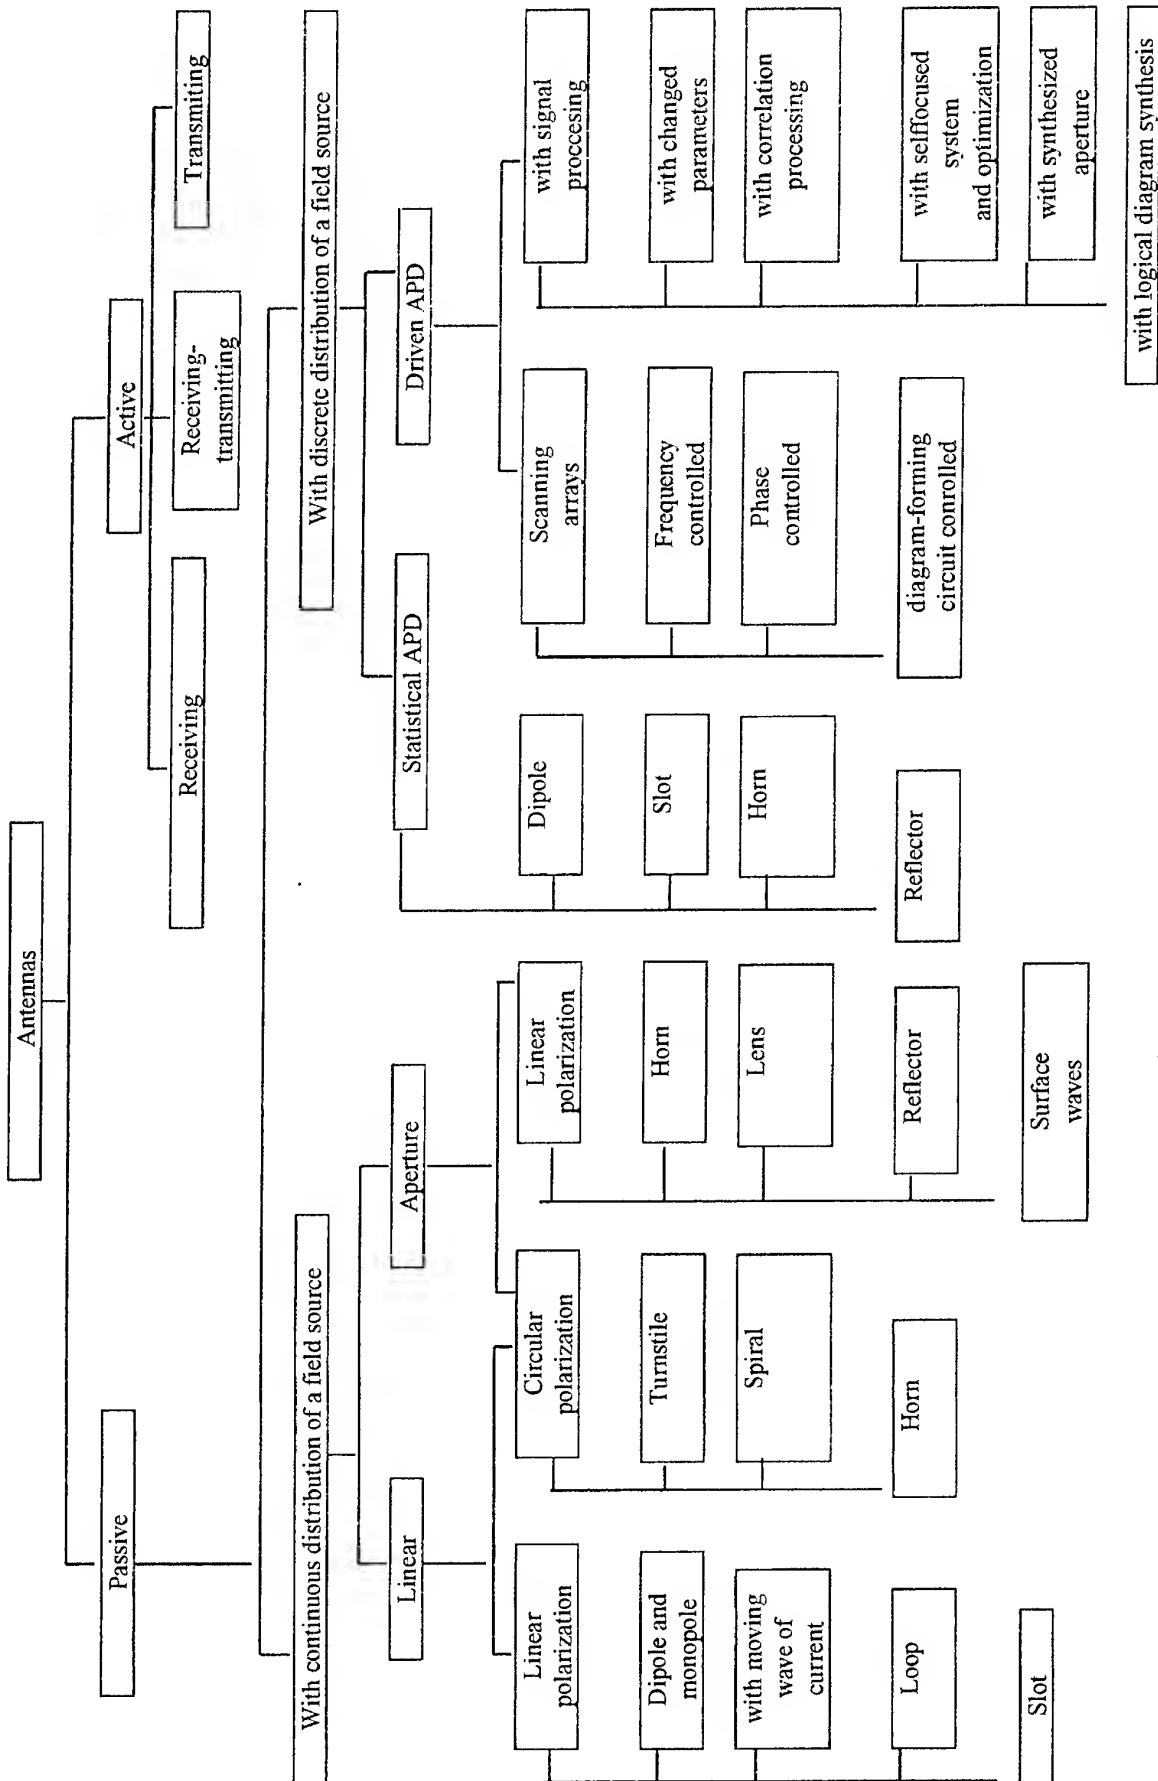 Antennas
Passive
Active
Receiving
Receiving-
transmitting
Transmiting
With continuous distribution of a field source
With discrete distribution of a field source
Linear
Aperture
Statistical APD
Driven APD
Linear
polarization
Dipole and
monopole
with moving
wave of
current
Loop
Slot
Circular
polarization
Turnstile
Spiral
Horn
Linear
polarization
Horn
Lens
Reflector
Surface
waves
Dipole
Slot
Horn
Reflector
Scanning
arrays
Frequency
controlled
Phase
controlled
diagram-forming
circuit conrolled
with signal
proccesing
with changed
parameters
with correlation
processing
with selffocused
system
and optimization
with synthesized
aperture
with logical diagram synthesis